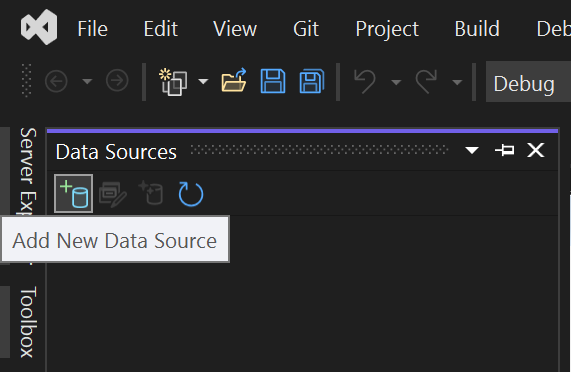 File Edit View Git Project Build Deb
Debug
Server Exp
Data Sources
Add New Data Source
Toolbox